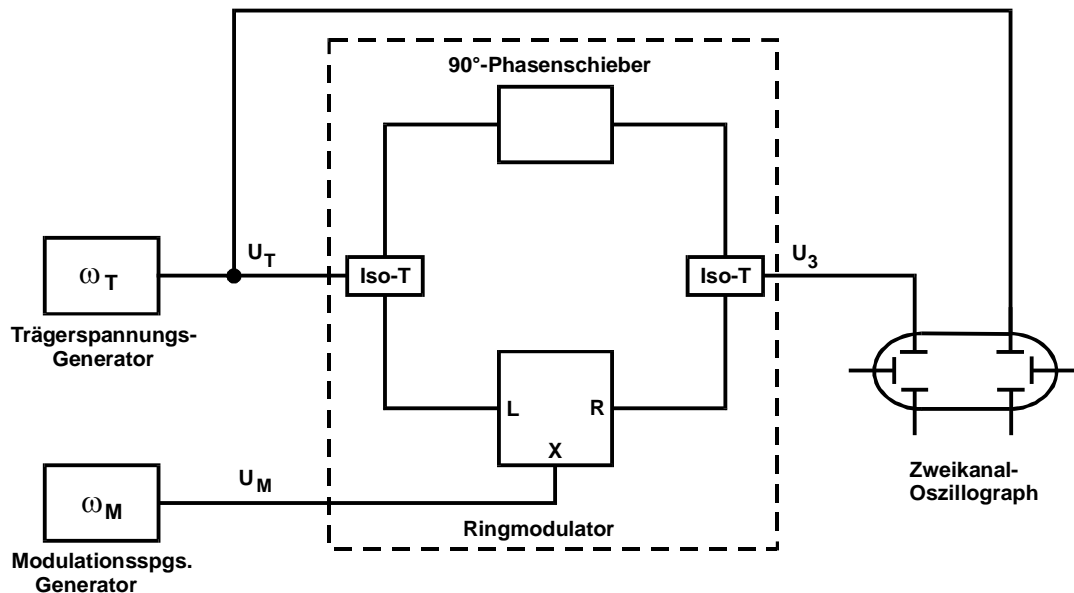 90°-Phasenschieber
U_T
ω_T
Iso-T
Iso-T
U_3
Trägerspannungs-
Generator
L
R
X
U_M
ω_M
Zweikanal-
Oszillograph
Ringmodulator
Modulationsspgs.
Generator